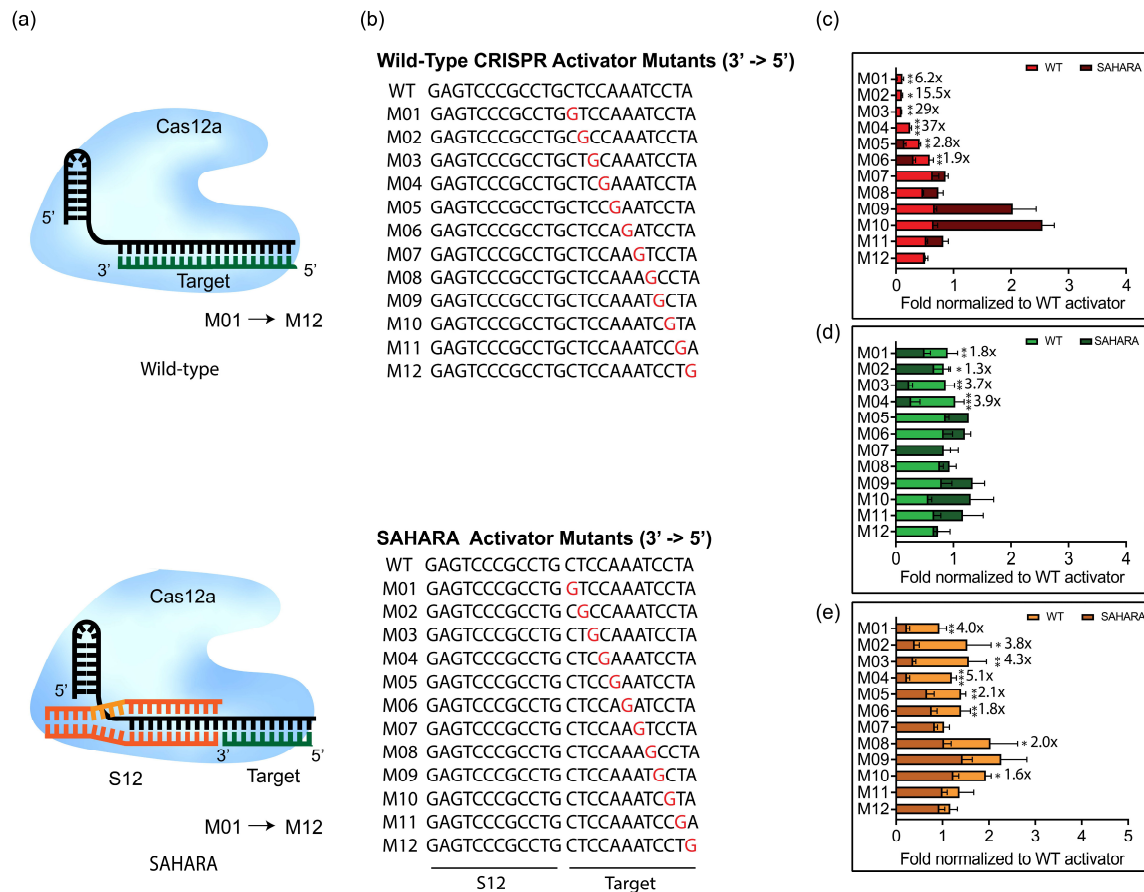 (a)
Cas12a
5’
3’
Target
5’
M01 → M12
Wild-type
Cas12a
5’
3’
5’
S12
Target
M01 → M12
SAHARA
(b)
Wild-Type CRISPR Activator Mutants (3’ -> 5’)
WT GAGTCCCGCCTGCTCCAAATCCTA
M01 GAGTCCCGCCTGGTCCAAATCCTA
M02 GAGTCCCGCCTGCGCCAAATCCTA
M03 GAGTCCCGCCTGCTGCAAATCCTA
M04 GAGTCCCGCCTGCTCGAAATCCTA
M05 GAGTCCCGCCTGCTCCGAATCCTA
M06 GAGTCCCGCCTGCTCCAGATCCTA
M07 GAGTCCCGCCTGCTCCAAGTCCTA
M08 GAGTCCCGCCTGCTCCAAAGCCTA
M09 GAGTCCCGCCTGCTCCAAATGCTA
M10 GAGTCCCGCCTGCTCCAAATCGTA
M11 GAGTCCCGCCTGCTCCAAATCCGA
M12 GAGTCCCGCCTGCTCCAAATCCTG
SAHARA Activator Mutants (3’ -> 5’)
WT GAGTCCCGCCTG CTCCAAATCCTA
M01 GAGTCCCGCCTG GTCCAAATCCTA
M02 GAGTCCCGCCTG CGCCAAATCCTA
M03 GAGTCCCGCCTG CTGCAAATCCTA
M04 GAGTCCCGCCTG CTCGAAATCCTA
M05 GAGTCCCGCCTG CTCCGAATCCTA
M06 GAGTCCCGCCTG CTCCAGATCCTA
M07 GAGTCCCGCCTG CTCCAAGTCCTA
M08 GAGTCCCGCCTG CTCCAAAGCCTA
M09 GAGTCCCGCCTG CTCCAAATGCTA
M10 GAGTCCCGCCTG CTCCAAATCGTA
M11 GAGTCCCGCCTG CTCCAAATCCGA
M12 GAGTCCCGCCTG CTCCAAATCCTG
S12 Target
(c)
WT SAHARA
M01 **6.2x
M02 *15.5x
M03 **29x
M04 ***37x
M05 **2.8x
M06 **1.9x
M07
M08
M09
M10
M11
M12
0 1 2 3 4
Fold normalized to WT activator
(d)
WT SAHARA
M01 **1.8x
M02 *1.3x
M03 **3.7x
M04 ***3.9x
M05
M06
M07
M08
M09
M10
M11
M12
0 1 2 3 4
Fold normalized to WT activator
(e)
WT SAHARA
M01 **4.0x
M02 *3.8x
M03 **4.3x
M04 ***5.1x
M05 **2.1x
M06 **1.8x
M07
M08 *2.0x
M09
M10 *1.6x
M11
M12
0 1 2 3 4 5
Fold normalized to WT activator